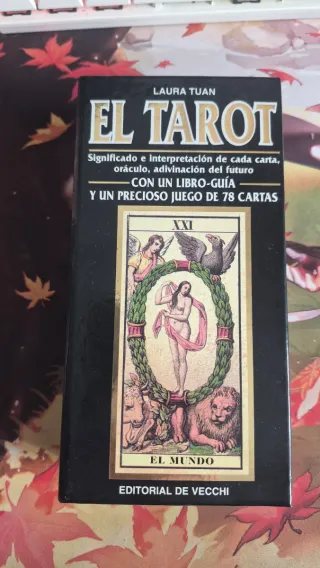 LAURA TUAN
EL TAROT
Significado e interpretación de cada carta,
oráculo, adivinación del futuro
CON UN LIBRO-GUÍA
Y UN PRECIOSO JUEGO DE 78 CARTAS
XXI
EL MUNDO
EDITORIAL DE VECCHI